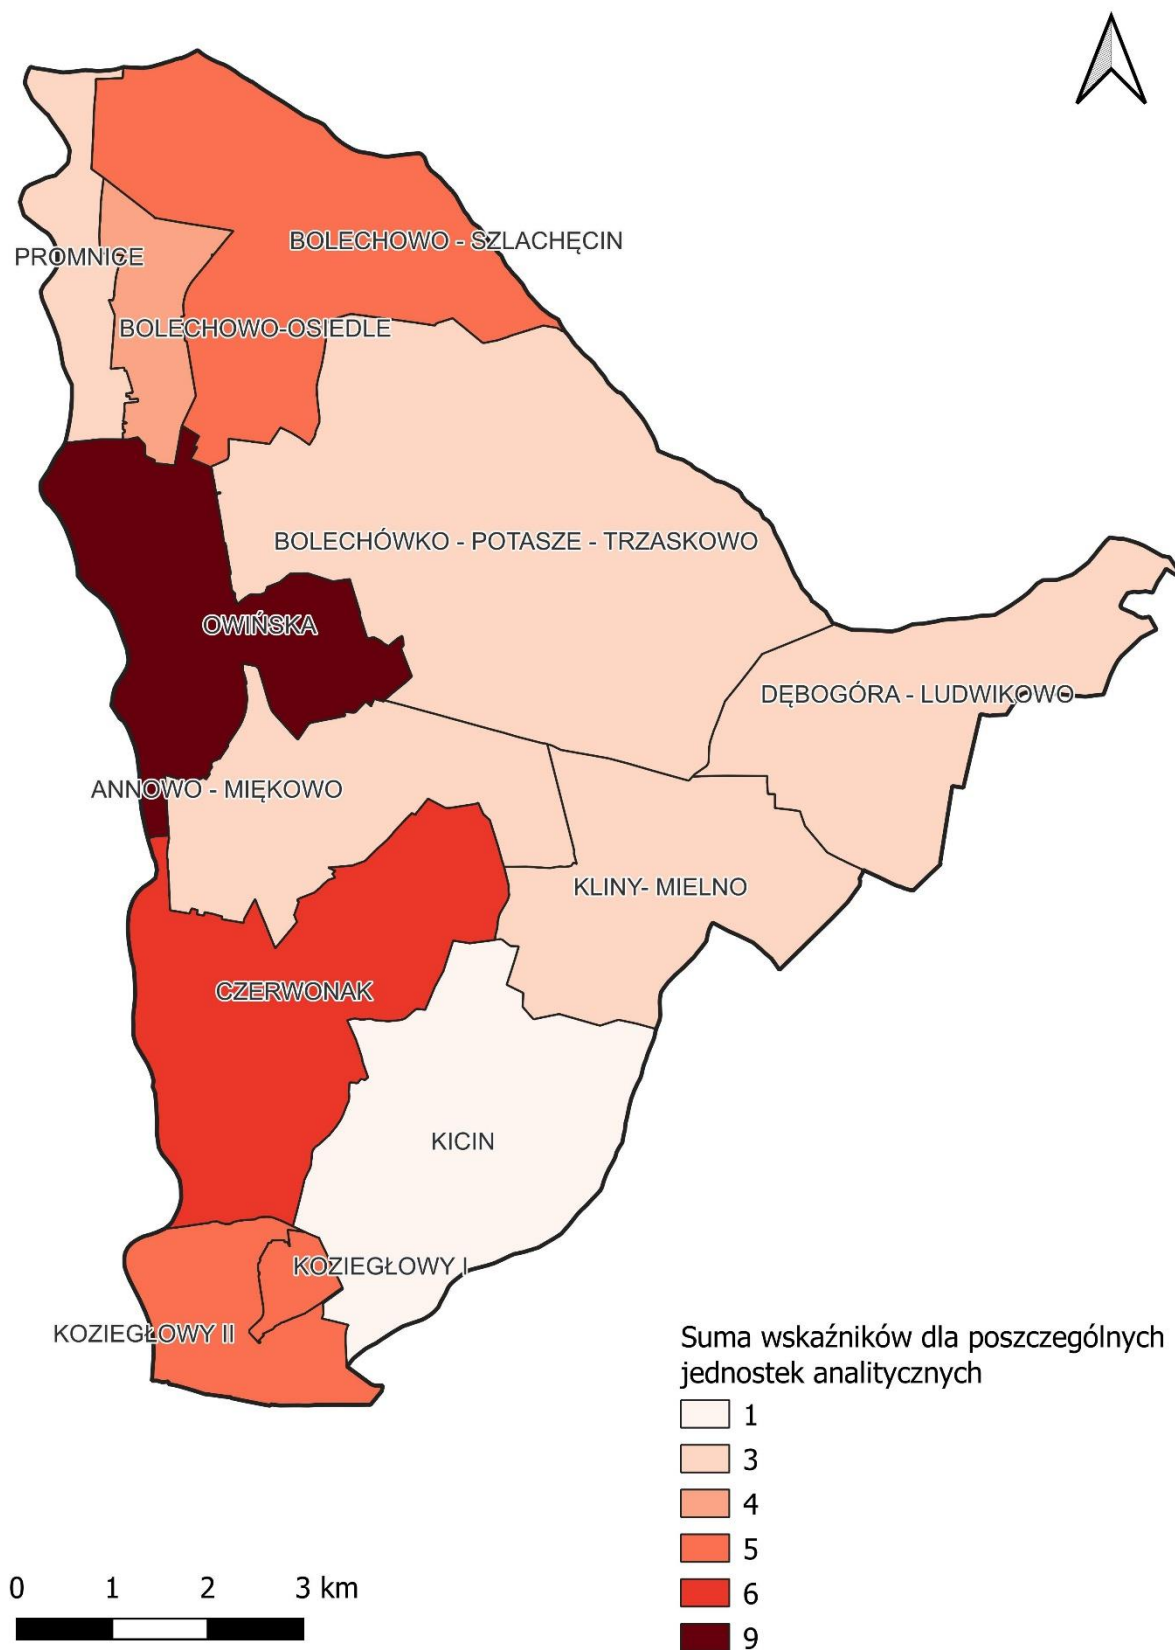 BOLECHOWO - SZLACHĘCIN
PROMNICE
BOLECHOWO-OSIEDLE
BOLECHÓWKO - POTASZE - TRZASKOWO
OWIŃSKA
DĘBOGÓRA - LUDWIKOWO
ANNOWO - MIĘKOWO
KLINY- MIELNO
CZERWONAK
KICIN
KOZIEGŁOWY I
KOZIEGŁOWY II
Suma wskaźników dla poszczególnych
jednostek analitycznych
1
3
4
5
6
9
0 1 2 3 km